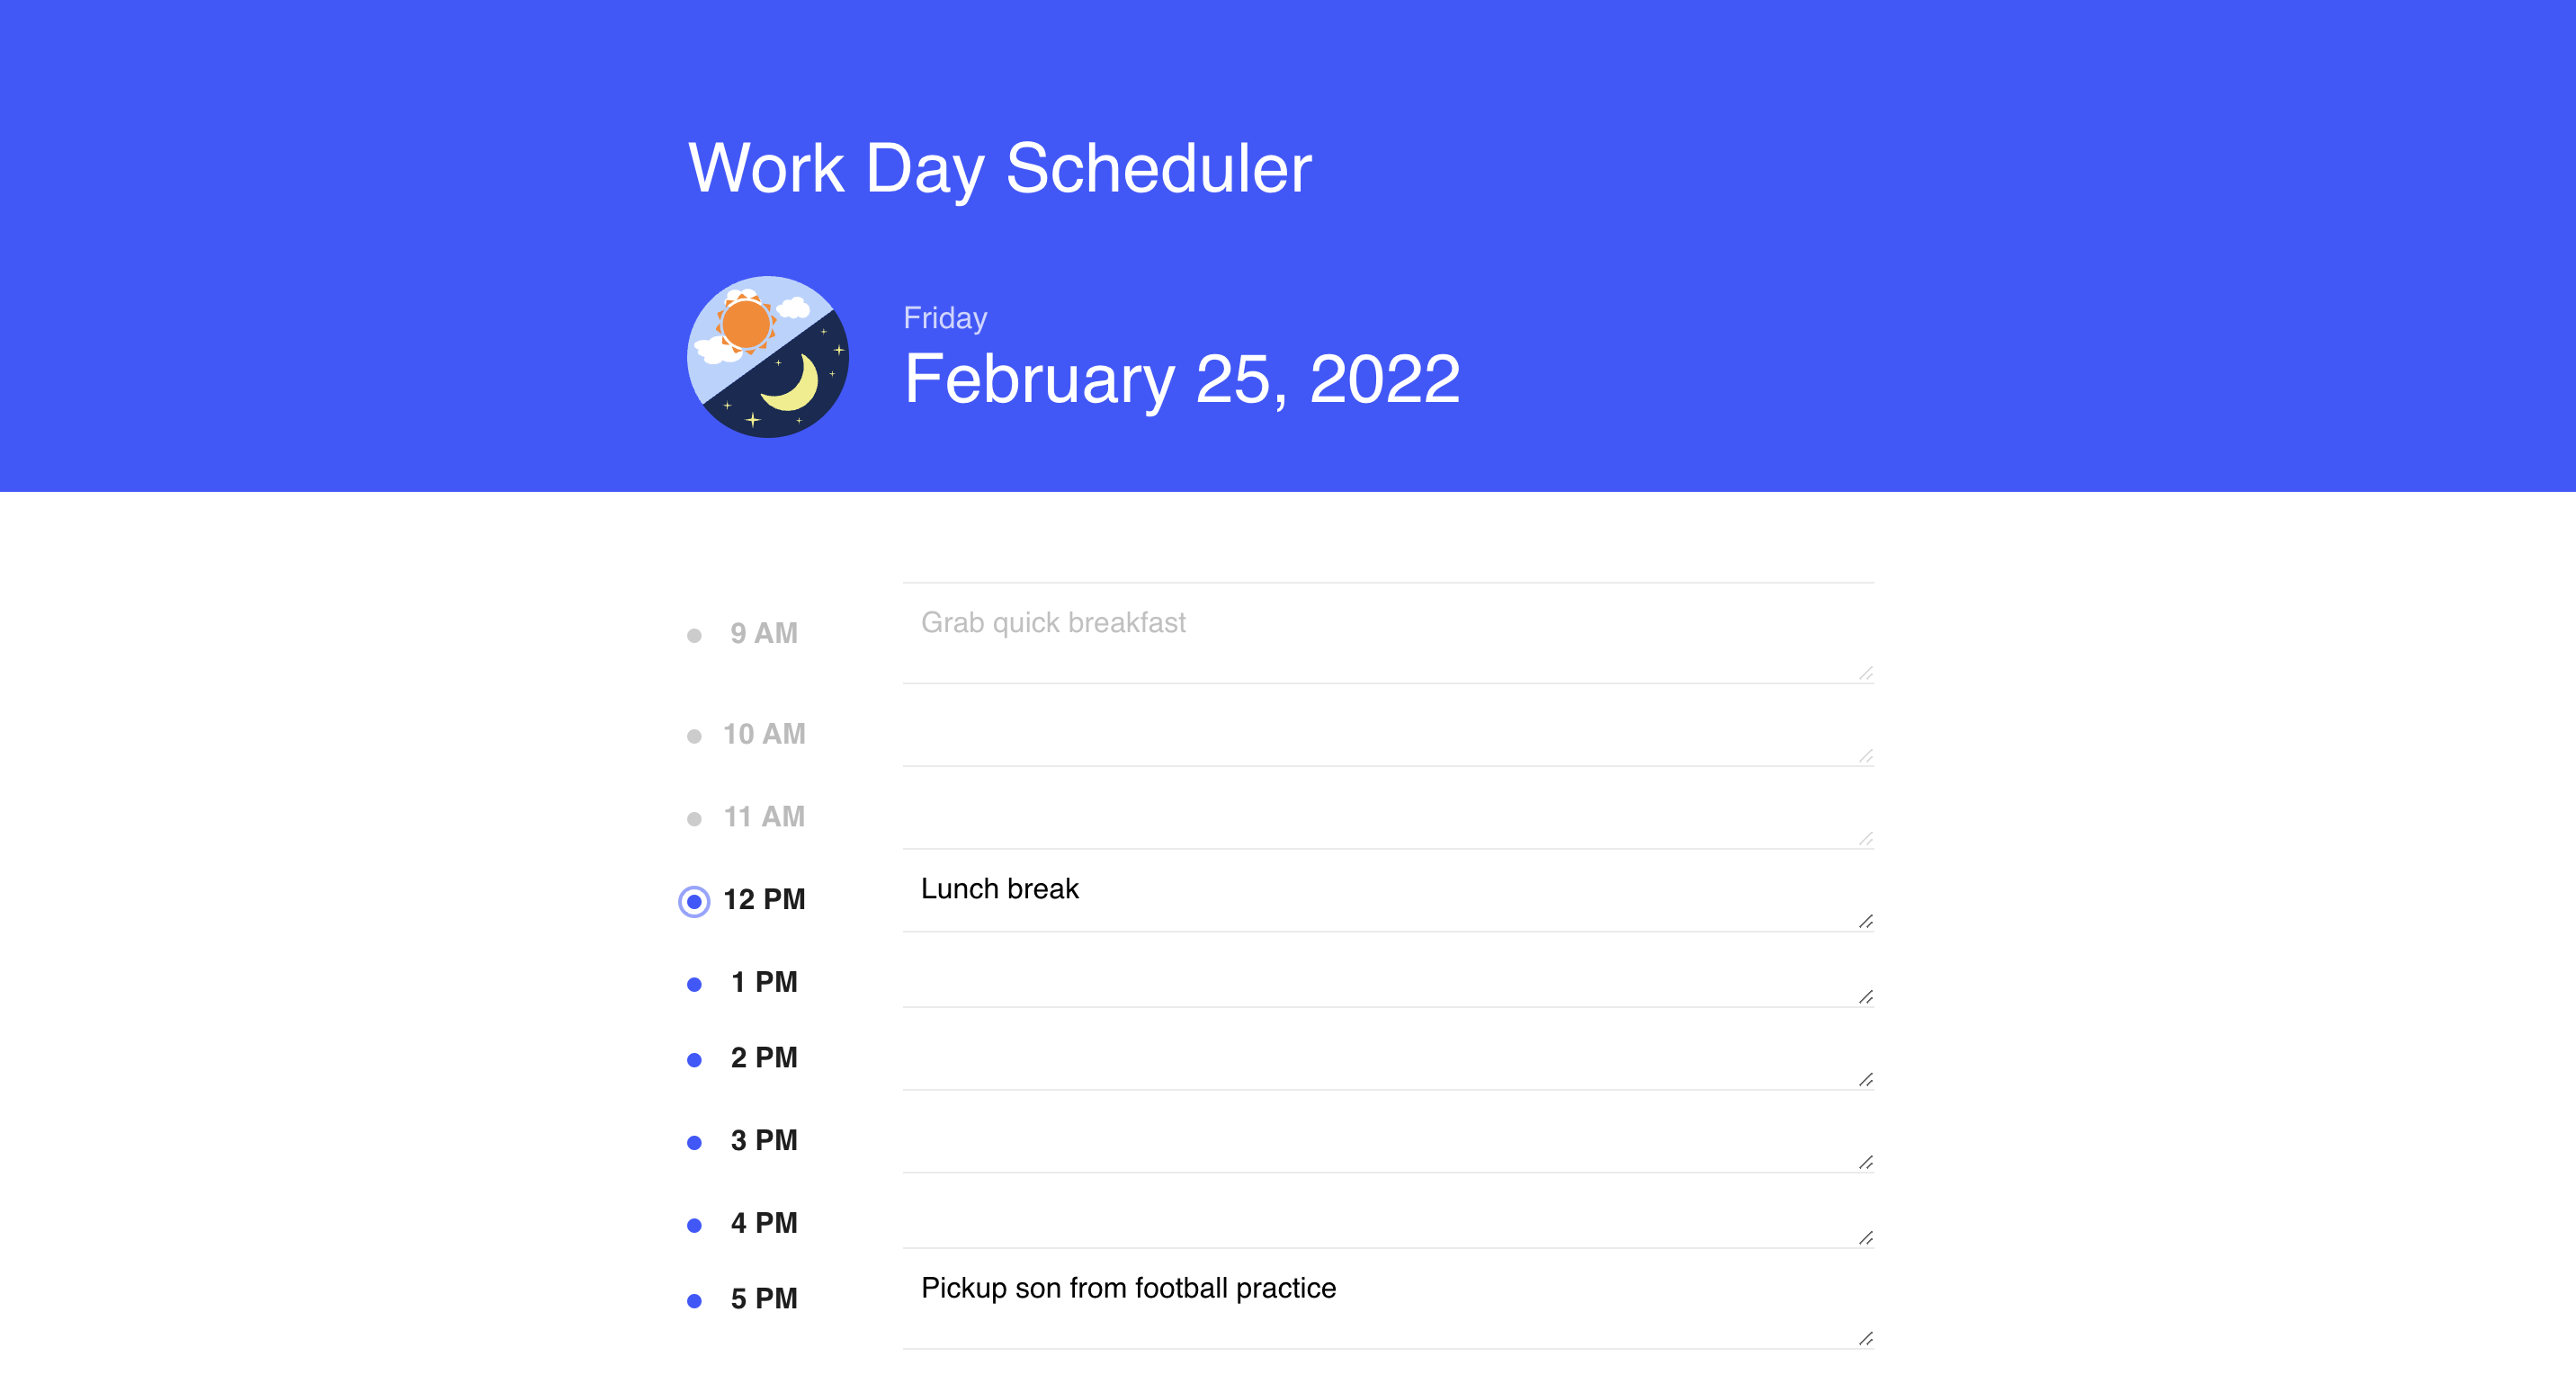 Work Day Scheduler
Friday
February 25, 2022
9 AM Grab quick breakfast
10 AM
11 AM
12 PM Lunch break
1 PM
2 PM
3 PM
4 PM
5 PM Pickup son from football practice